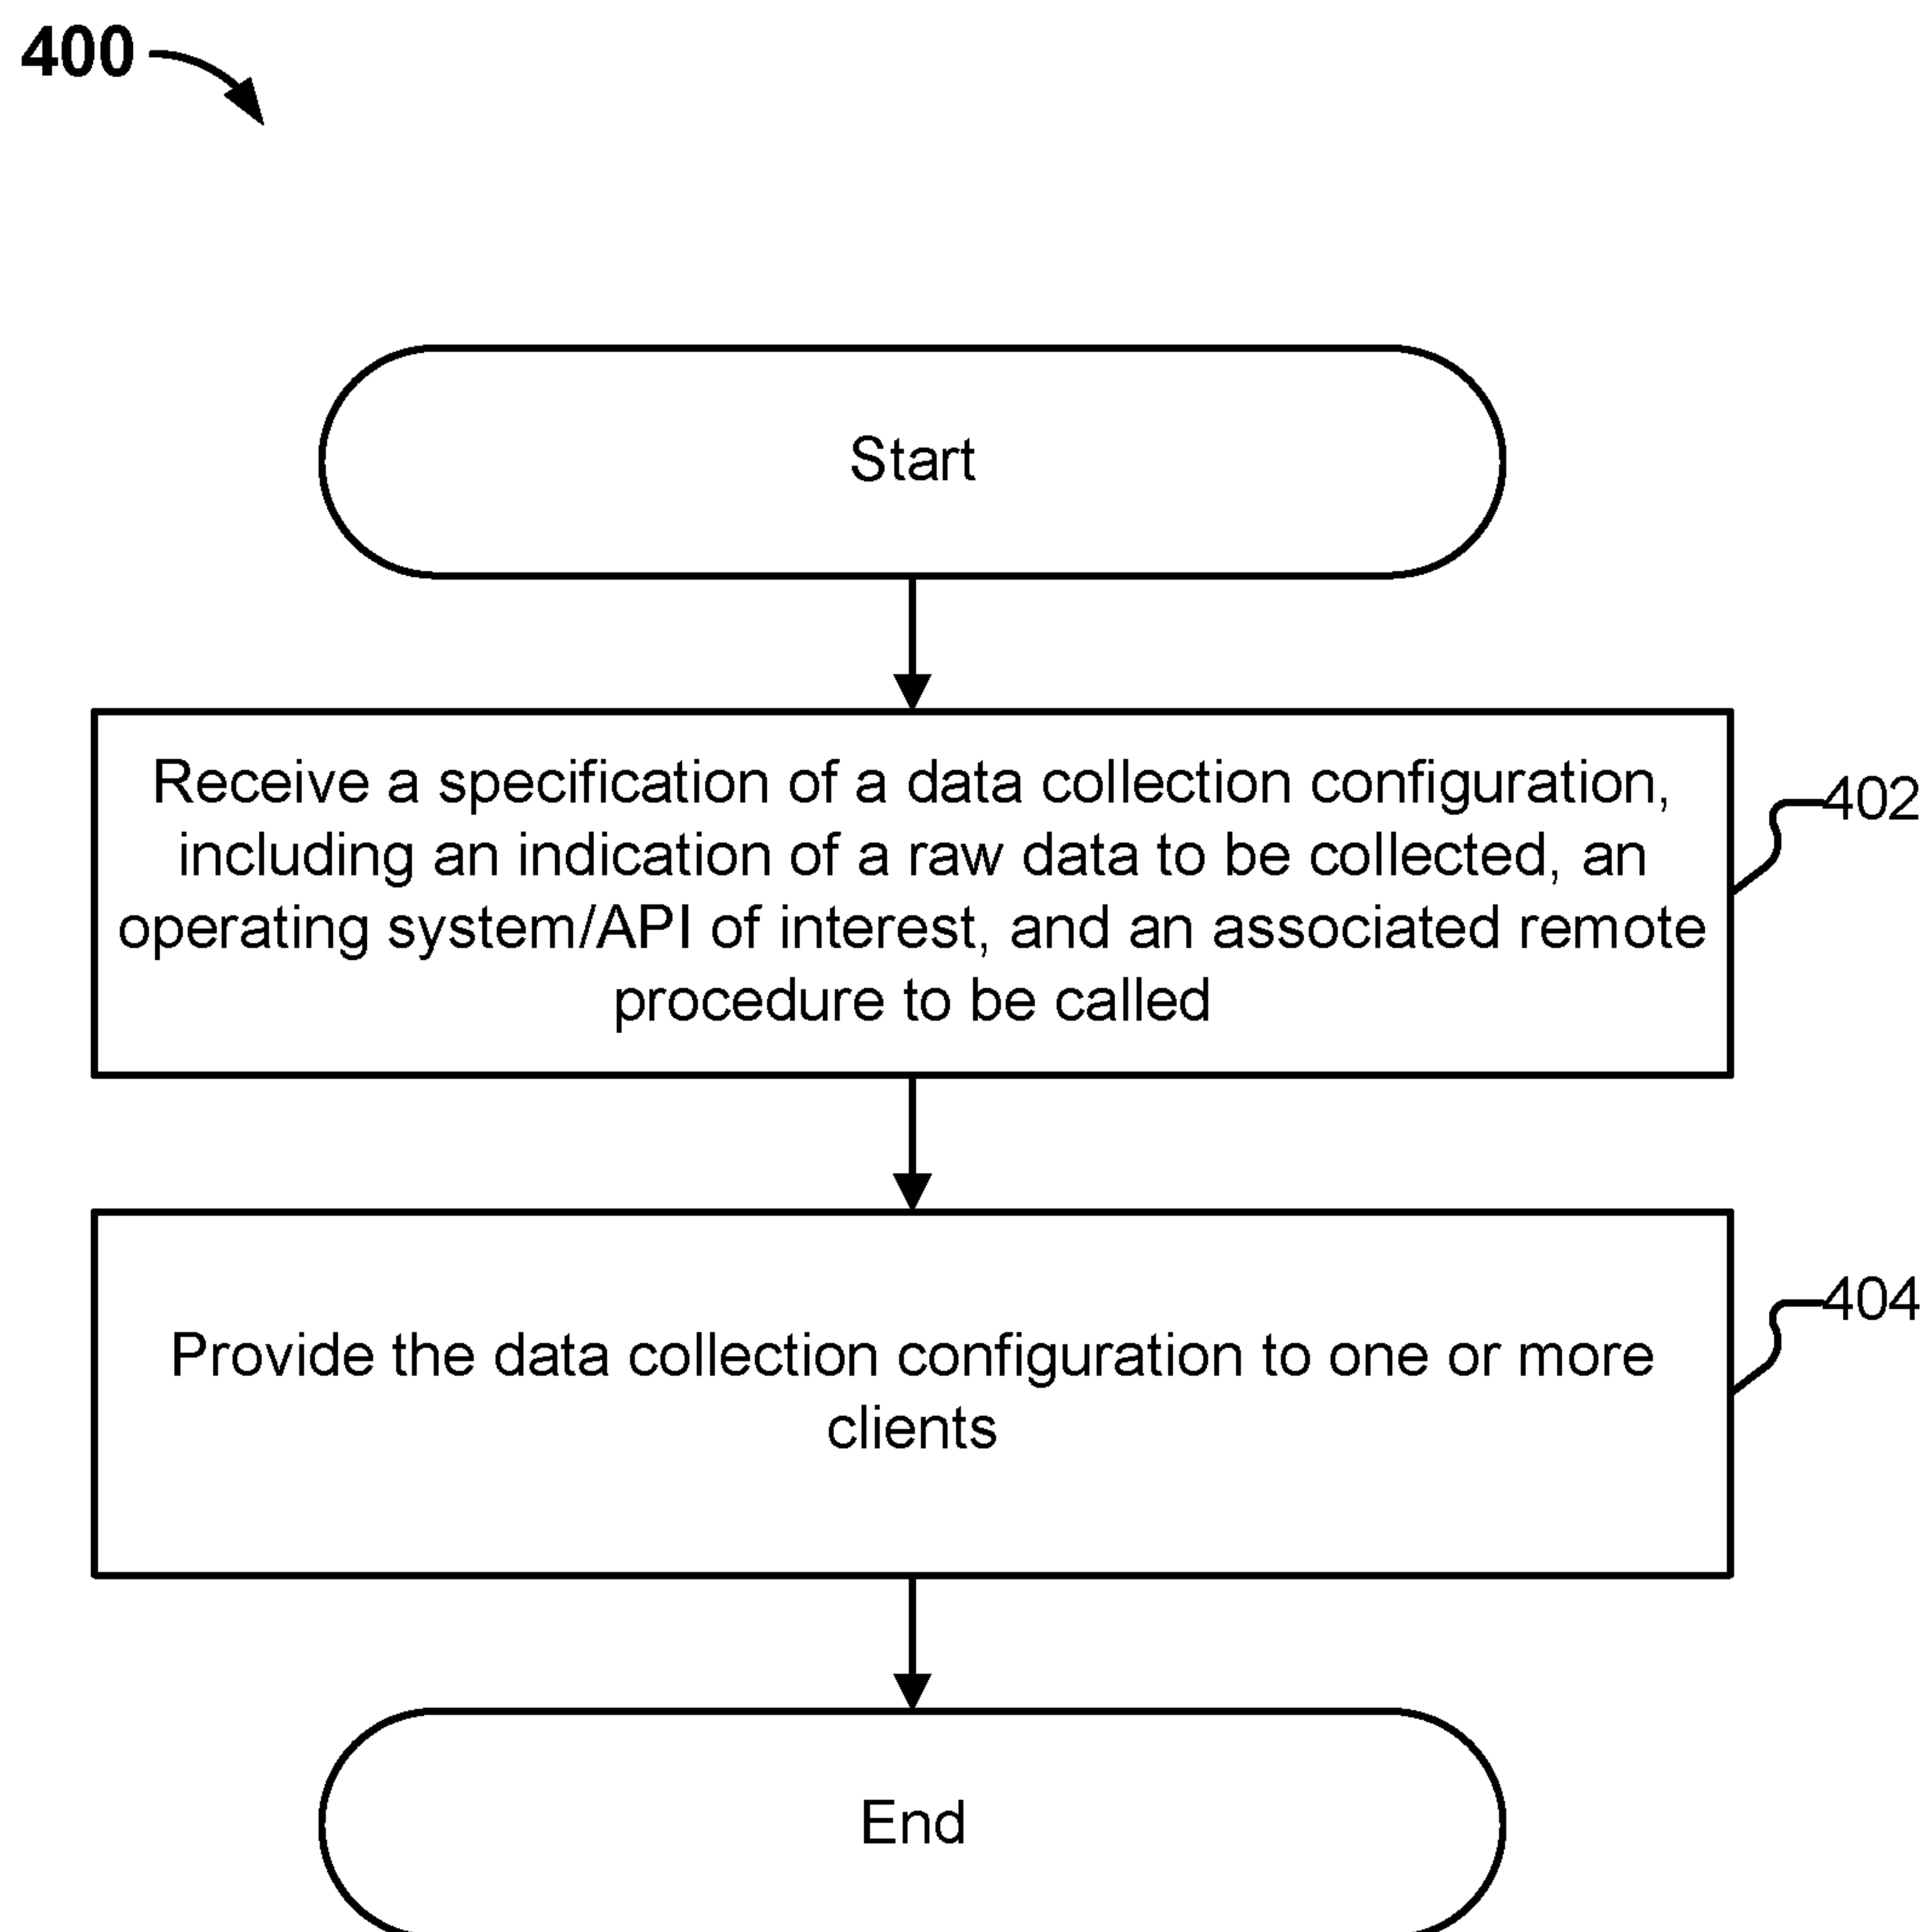 400
Start
Receive a specification of a data collection configuration,
including an indication of a raw data to be collected, an
operating system/API of interest, and an associated remote
procedure to be called
402
Provide the data collection configuration to one or more
clients
404
End